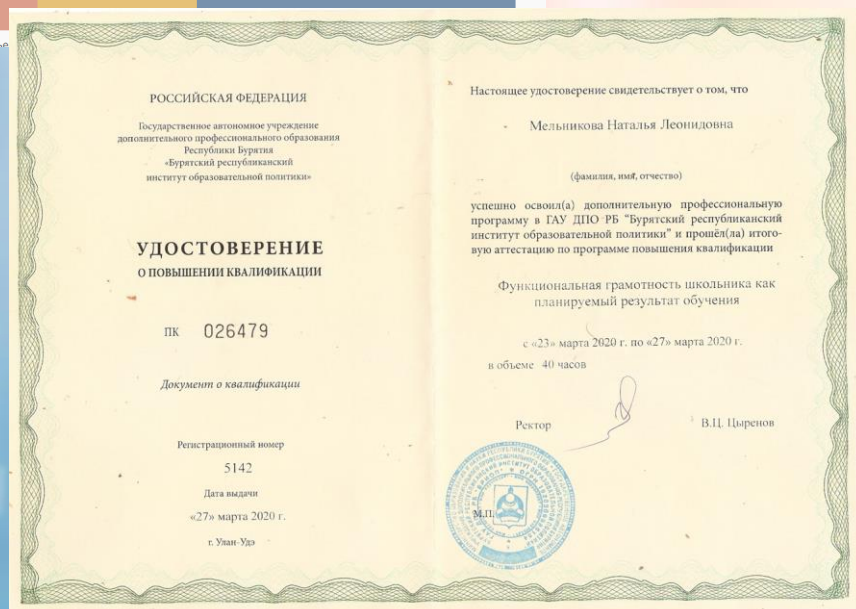 РОССИЙСКАЯ ФЕДЕРАЦИЯ
Государственное автономное учреждение
дополнительного профессионального образования
Республики Бурятия
«Бурятский республиканский
институт образовательной политики»
УДОСТОВЕРЕНИЕ
О ПОВЫШЕНИИ КВАЛИФИКАЦИИ
ПК 026479
Документ о квалификации
Регистрационный номер
5142
Дата выдачи
«27» марта 2020 г.
г. Улан-Удэ
Настоящее удостоверение свидетельствует о том, что
Мельникова Наталья Леонидовна
(фамилия, имя, отчество)
успешно освоил(а) дополнительную профессиональную
программу в ГАУ ДПО РБ "Бурятский республиканский
институт образовательной политики" и прошёл(ла) итого-
вую аттестацию по программе повышения квалификации
Функциональная грамотность школьника как
планируемый результат обучения
с «23» марта 2020 г. по «27» марта 2020 г.
в объеме 40 часов
Ректор В.Ц. Цыренов
М.П.